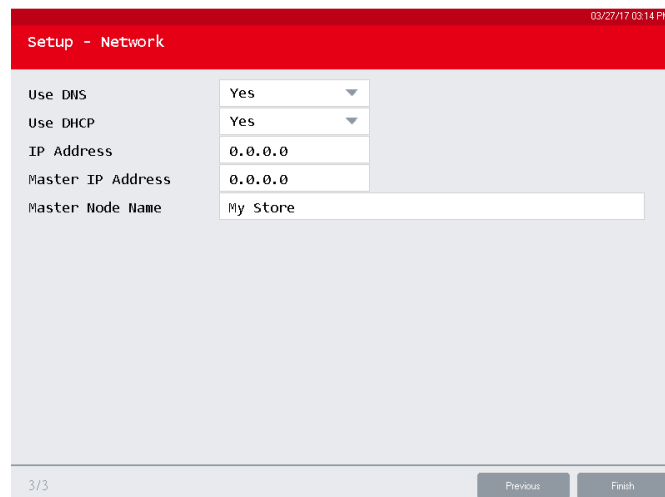 03/27/17 03:14 PM
Setup - Network
Use DNS Yes
Use DHCP Yes
IP Address 0.0.0.0
Master IP Address 0.0.0.0
Master Node Name My Store
3/3 Previous Finish